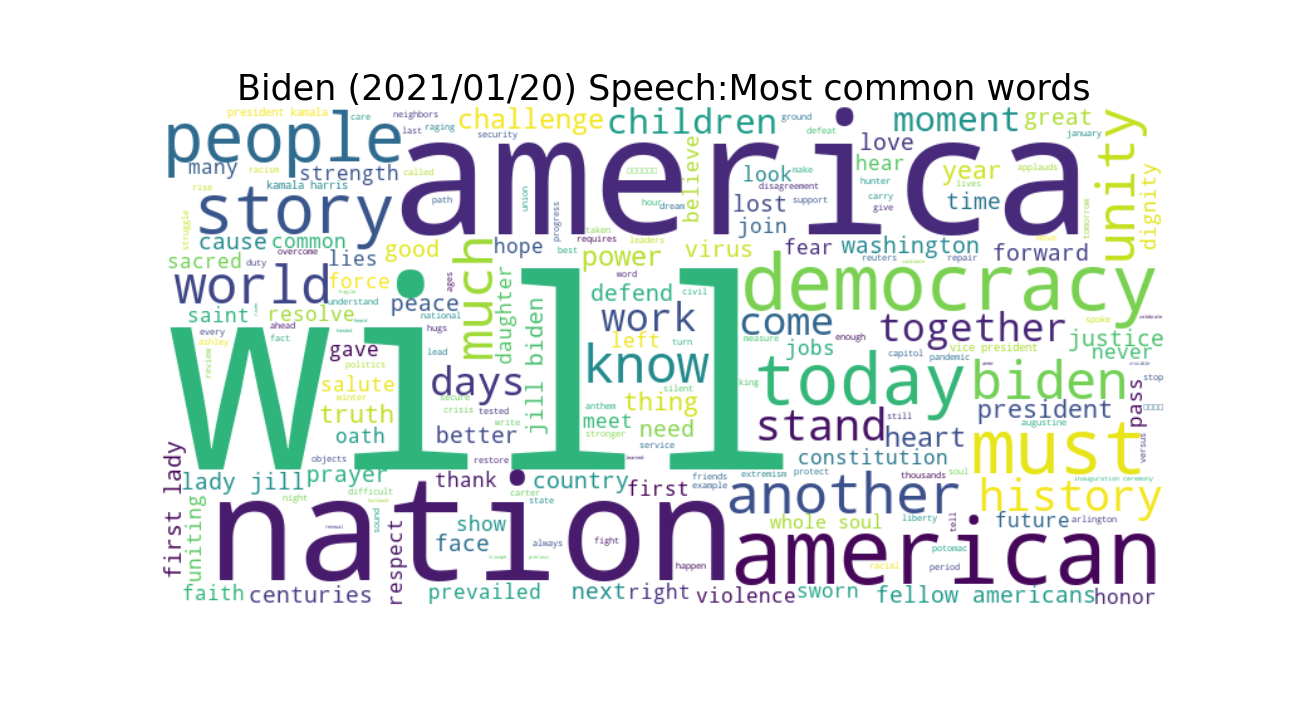 Biden (2021/01/20) Speech:Most common words
president kamala
care
neighbors
last
raging
challenge
security
children
ground
defeat
moment
great
january
people
america
unity
many
racism
strength
called
kamala harris
rise
love
hear
year
applauds
lives
believe
look
make
disagreement
hunter
dignity
story
path
union
hour
dream
lost
support
carry
give
time
tomorrow
struggle
progress
join
taken
cause
common
good
hope
requires
leaders
virus
fear
washington
forward
overcome
best
power
reuters
repair
sacred
duty
lies
force
much
word
democracy
world
ages
daughter
defend
civil
understand
peace
saint
resolve
national
work
come
together
spoke
celebrate
every
ahead
hugs
jill biden
left
turn
measure
enough
justice
ashley
fact
gave
lead
jobs
capitol
pandemic
vice president
never
review
politics
will
know
today
biden
king
stop
salute
days
silent
winter
secure
thing
president
pass
truth
crisis
tested
anthem
meet
need
stand
still
augustine
write
oath
better
stronger
heart
must
versus
service
constitution
first lady
objects
restore
learned
lady jill
prayer
thank
country
first
friends
example
extremism
protect
thousands
soul
inauguration ceremony
night
difficult
carter
another
history
uniting
nation
state
sound
respect
show
whole soul
liberty
tell
future
arlington
renewal
face
always
fight
american
potomac
happen
racial
period
faith
centuries
prevailed
next
right
violence
sworn
fellow americans
honor